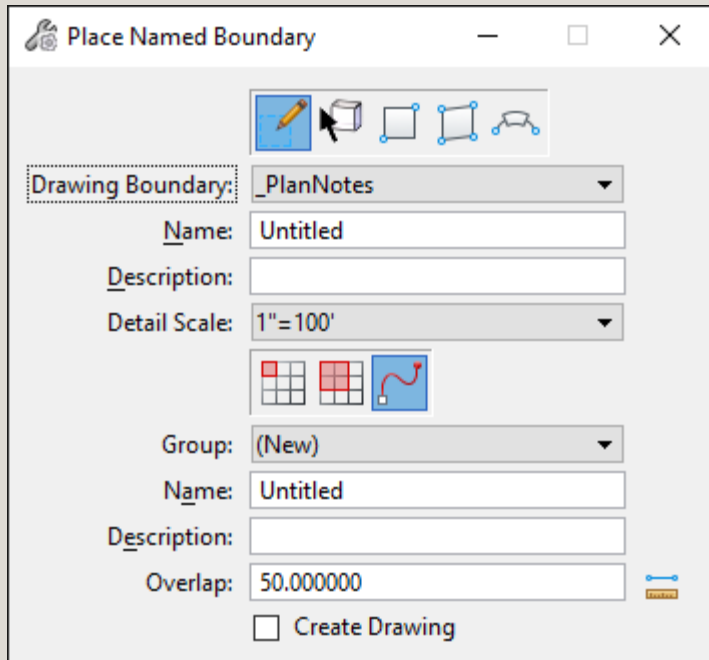 Place Named Boundary
Drawing Boundary: _PlanNotes
Name: Untitled
Description:
Detail Scale: 1"=100'
Group: (New)
Name: Untitled
Description:
Overlap: 50.000000
Create Drawing